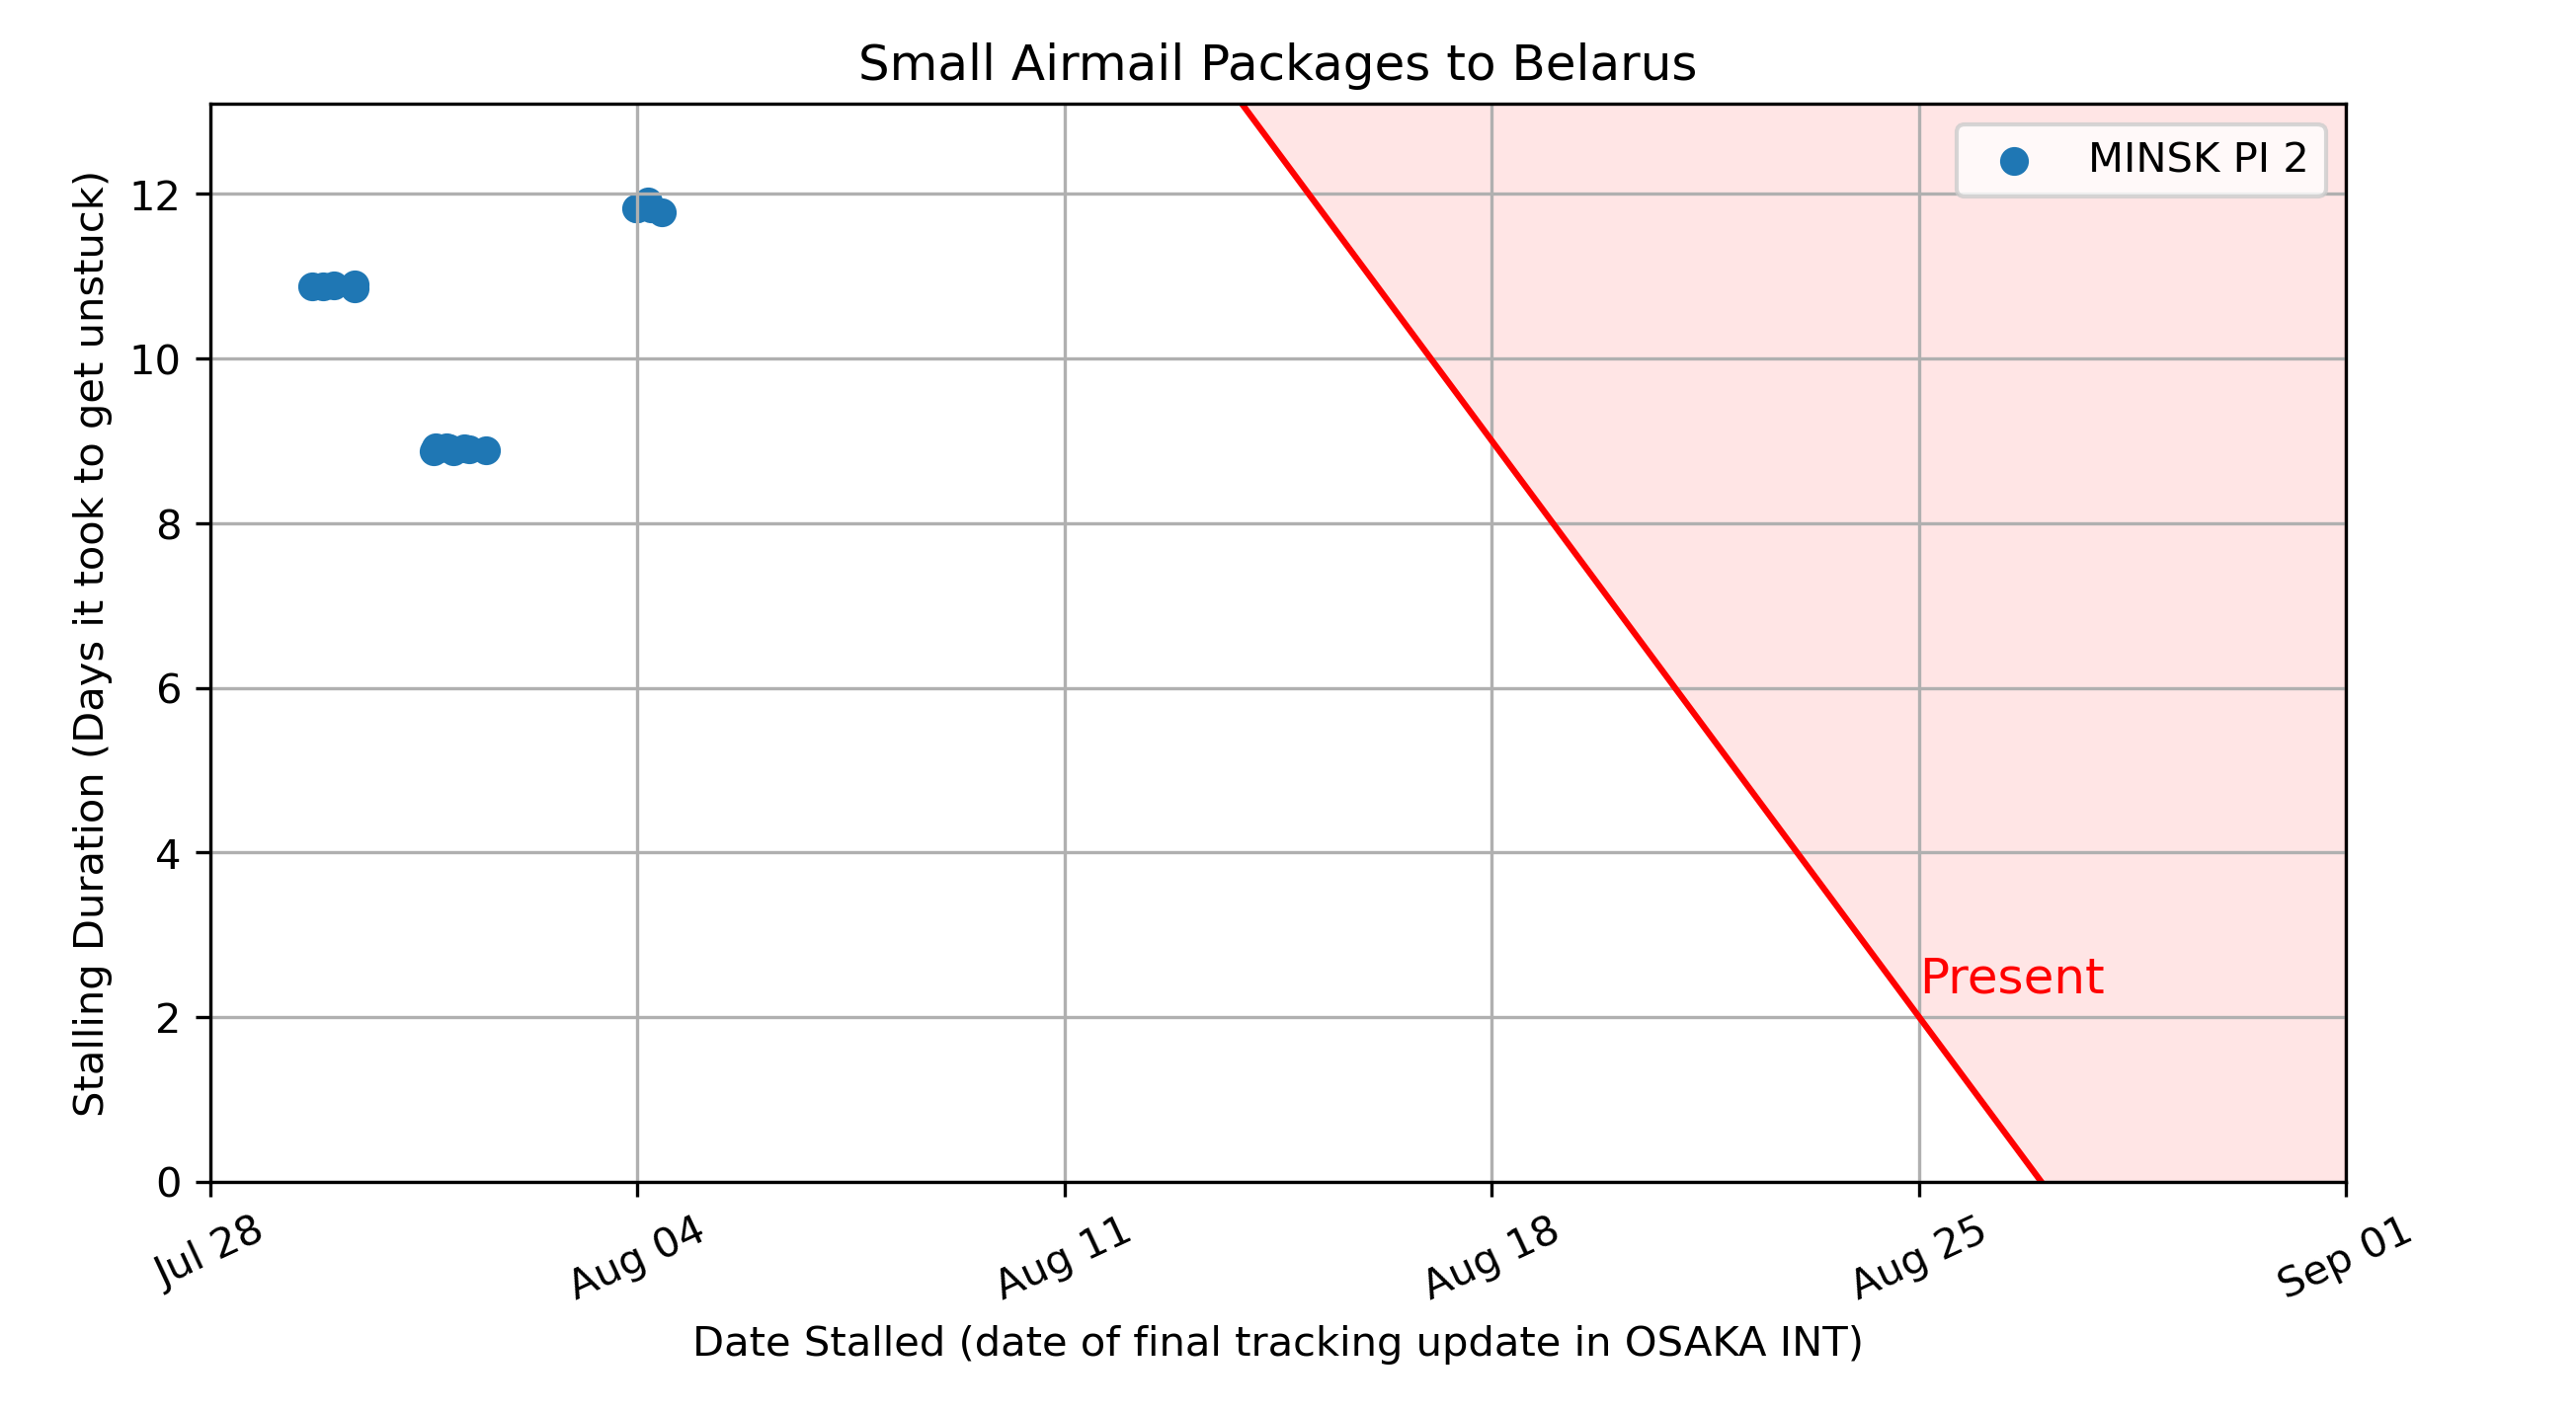 Small Airmail Packages to Belarus
MINSK PI 2
Stalling Duration (Days it took to get unstuck)
12
10
8
6
4
2
0
Present
Jul 28
Aug 04
Aug 11
Aug 18
Aug 25
Sep 01
Date Stalled (date of final tracking update in OSAKA INT)